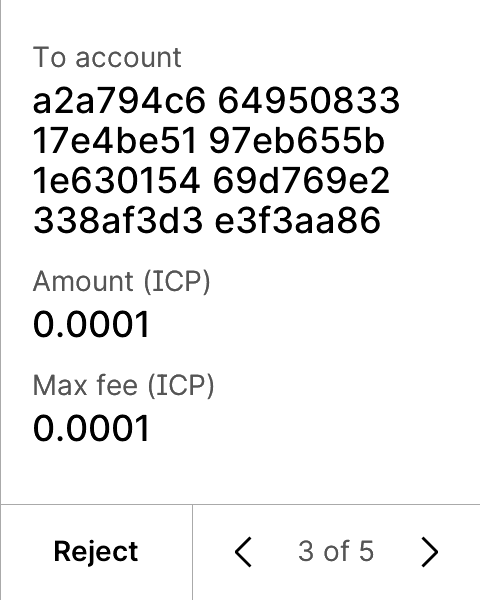 To account
a2a794c6 64950833
17e4be51 97eb655b
1e630154 69d769e2
338af3d3 e3f3aa86
Amount (ICP)
0.0001
Max fee (ICP)
0.0001
Reject
3 of 5